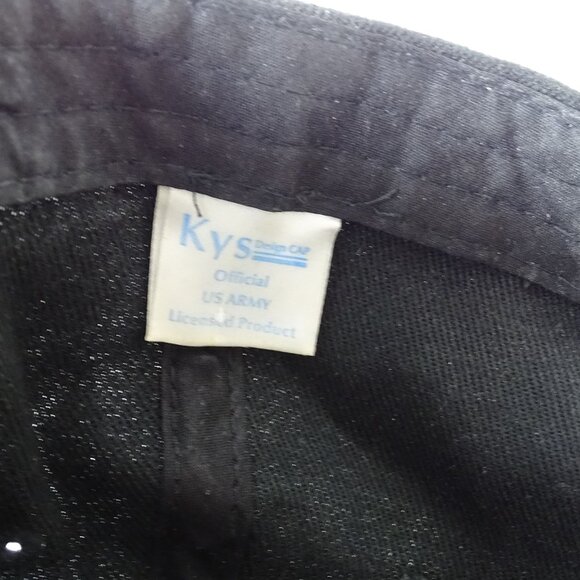 Kys Design CAP
Official
US ARMY
Licensed Product